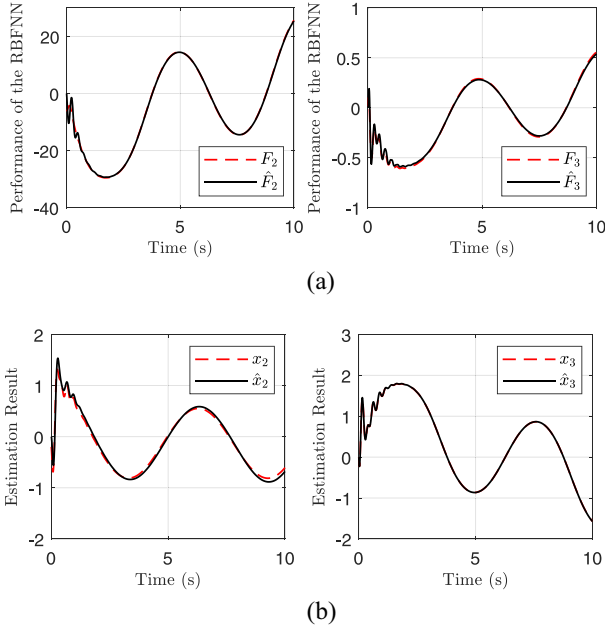 Performance of the RBFNN
20
0
-20
-40
0
5
10
Time (s)
F₂
F̂₂
Performance of the RBFNN
1
0.5
0
-0.5
-1
0
5
10
Time (s)
F₃
F̂₃
(a)
Estimation Result
2
1
0
-1
-2
0
5
10
Time (s)
x₂
x̂₂
Estimation Result
3
2
1
0
-1
-2
0
5
10
Time (s)
x₃
x̂₃
(b)